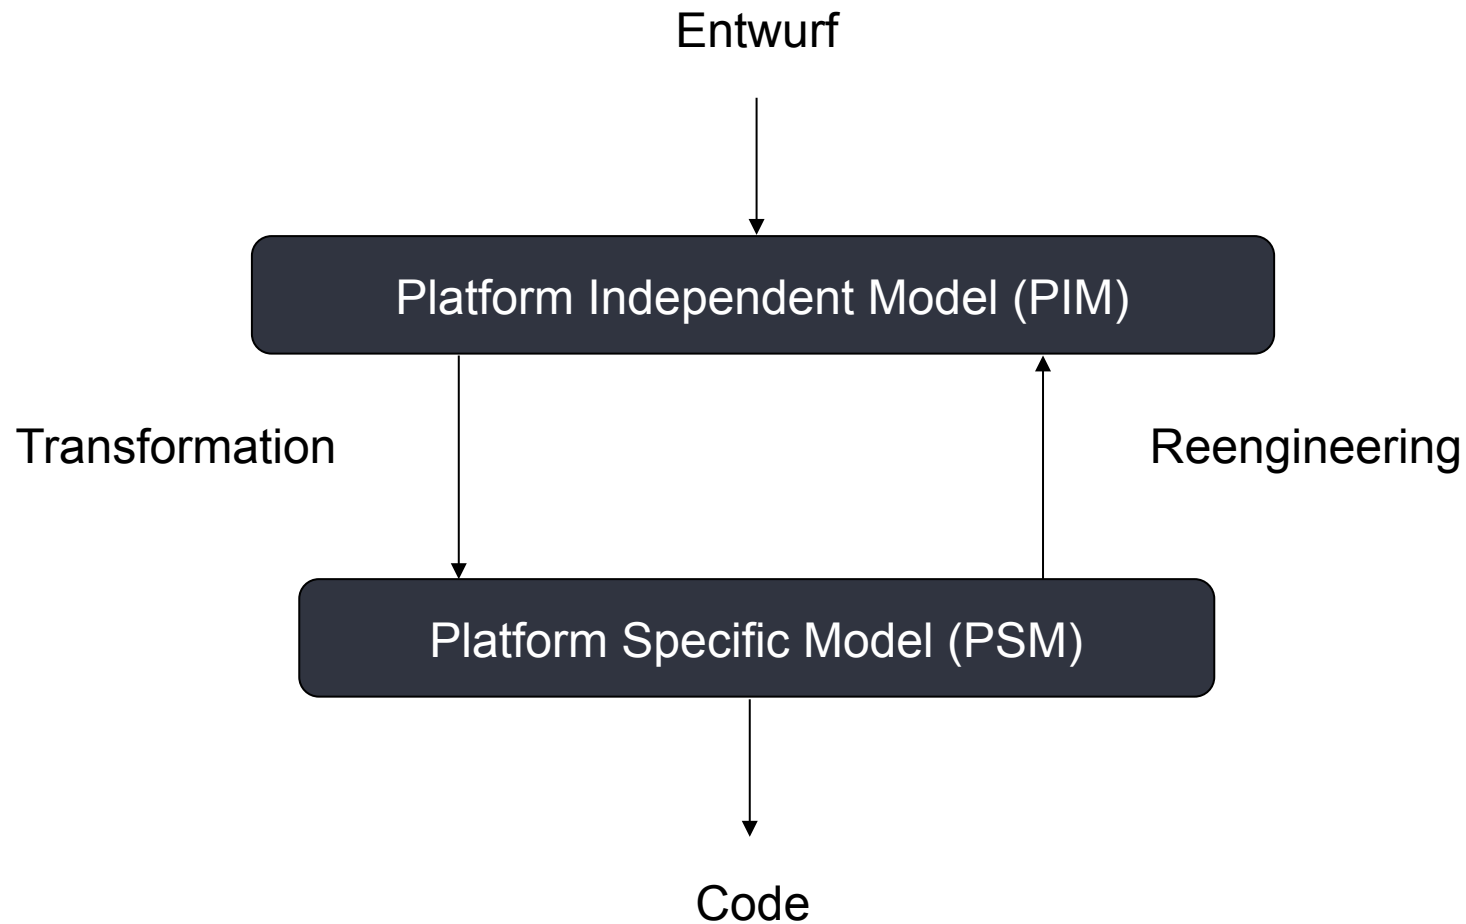 Entwurf
Platform Independent Model (PIM)
Transformation
Reengineering
Platform Specific Model (PSM)
Code